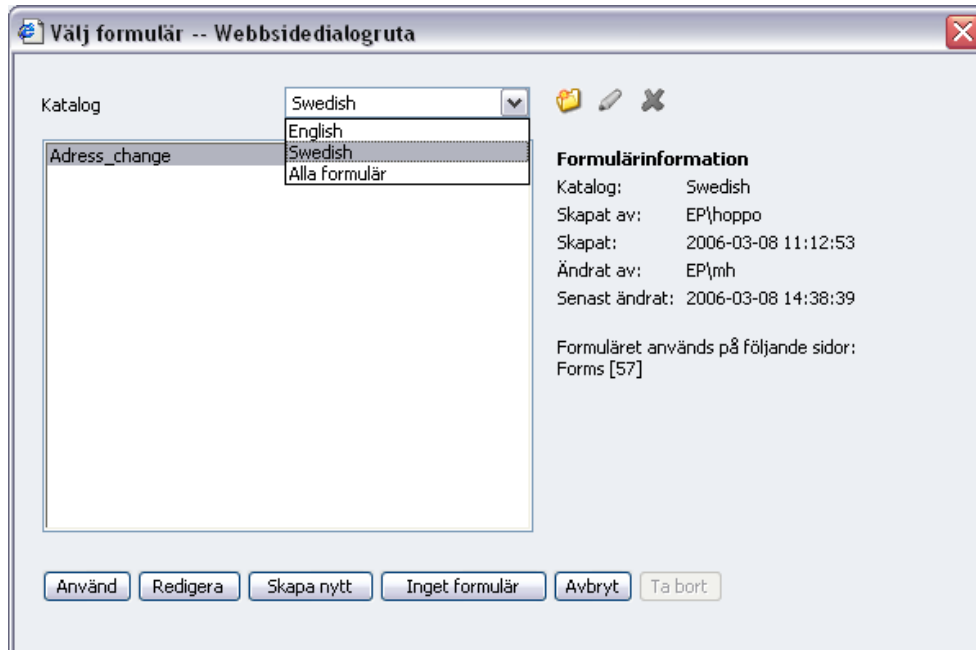 Välj formulär -- Webbsidedialogruta
Katalog
Swedish
English
Swedish
Alla formulär
Adress_change
Formulärinformation
Katalog: Swedish
Skapat av: EP\hoppo
Skapat: 2006-03-08 11:12:53
Ändrat av: EP\mh
Senast ändrat: 2006-03-08 14:38:39
Formuläret används på följande sidor:
Forms [57]
Använd Redigera Skapa nytt Inget formulär Avbryt Ta bort